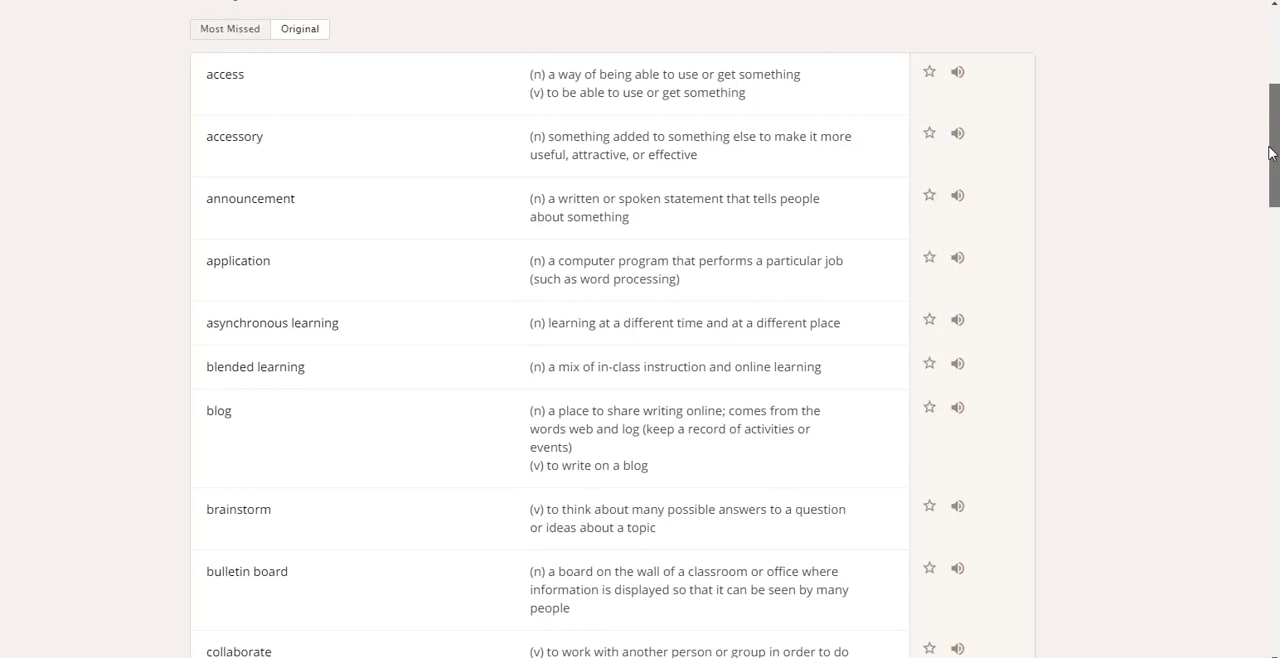 Most Missed Original
access
(n) a way of being able to use or get something
(v) to be able to use or get something
accessory
(n) something added to something else to make it more
useful, attractive, or effective
announcement
(n) a written or spoken statement that tells people
about something
application
(n) a computer program that performs a particular job
(such as word processing)
asynchronous learning
(n) learning at a different time and at a different place
blended learning
(n) a mix of in-class instruction and online learning
blog
(n) a place to share writing online; comes from the
words web and log (keep a record of activities or
events)
(v) to write on a blog
brainstorm
(v) to think about many possible answers to a question
or ideas about a topic
bulletin board
(n) a board on the wall of a classroom or office where
information is displayed so that it can be seen by many
people
collaborate
(v) to work with another person or group in order to do